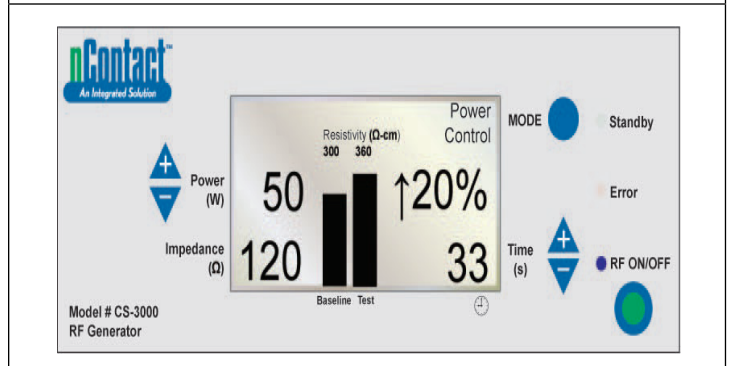 nContact™
An Integrated Solution
Power
Control
Resistivity (Ω-cm)
300 360
MODE
Standby
Power
(W)
50
↑20%
Error
Impedance
(Ω)
120
33
Time
(s)
RF ON/OFF
Baseline Test
Model # CS-3000
RF Generator